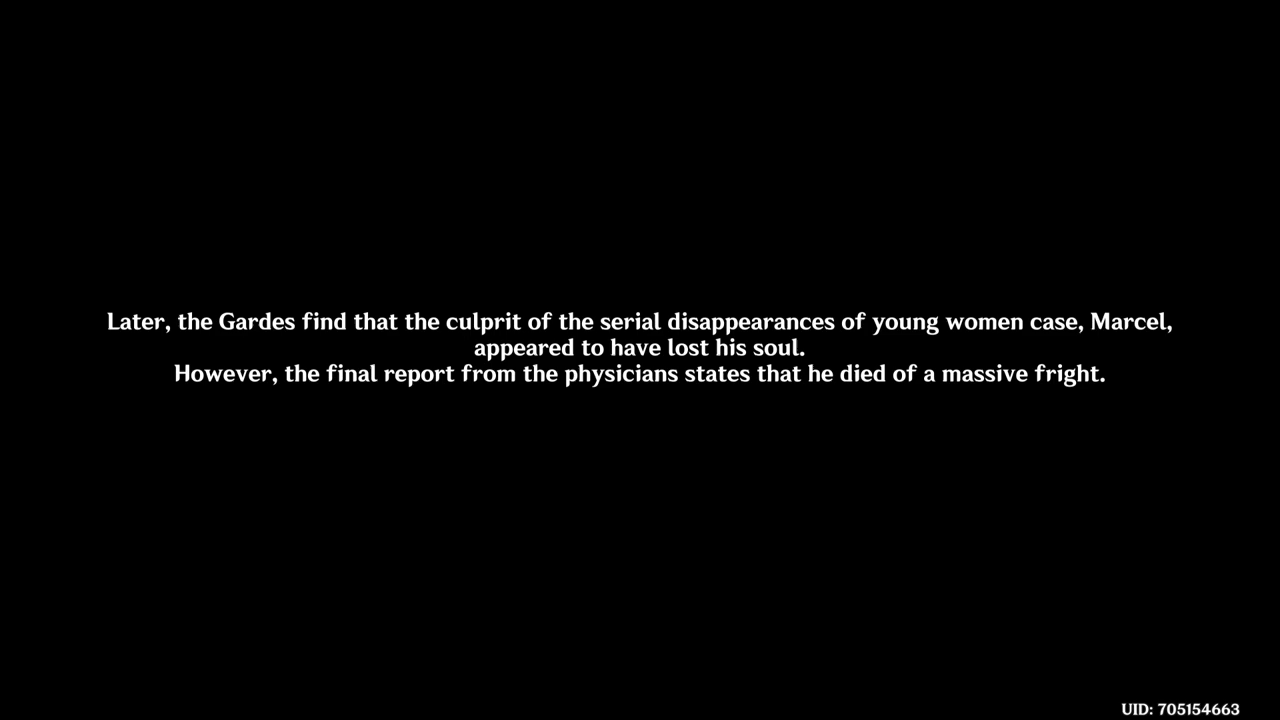 Later, the Gardes find that the culprit of the serial disappearances of young women case, Marcel,
appeared to have lost his soul.
However, the final report from the physicians states that he died of a massive fright.
UID: 705154663